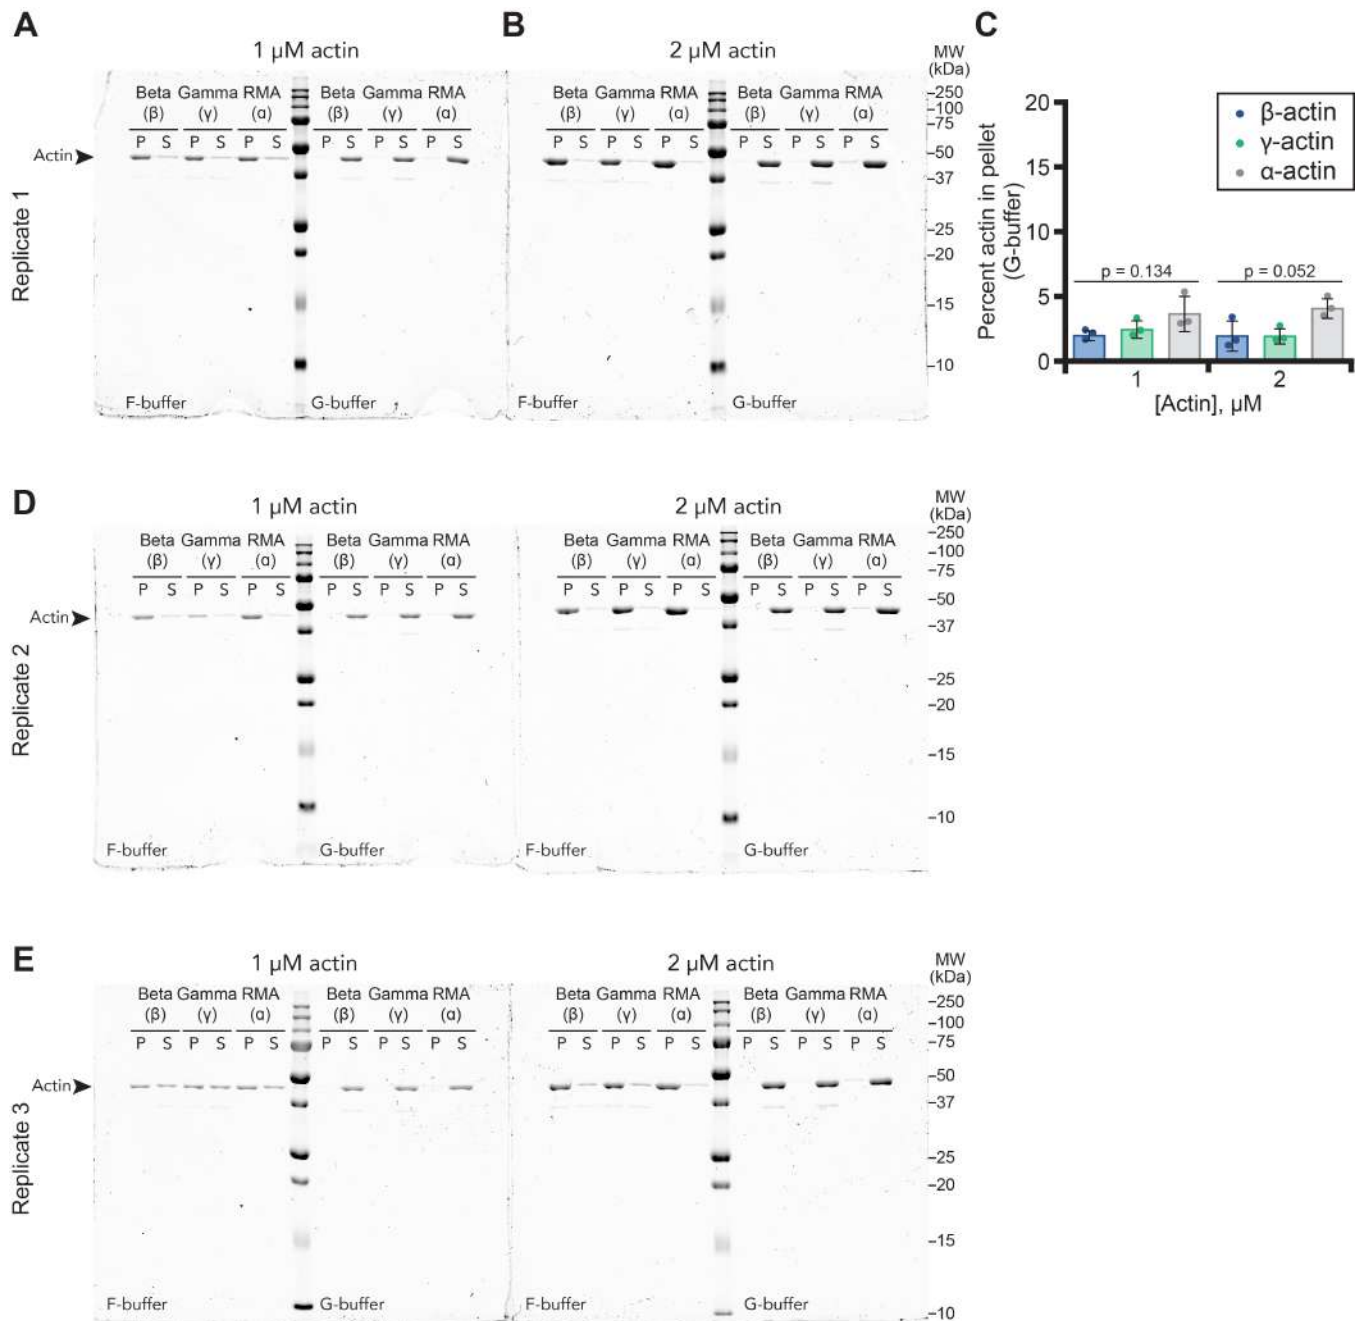 A
1 µM actin
Beta Gamma RMA
(β) (γ) (α)
P S P S P S
Beta Gamma RMA
(β) (γ) (α)
P S P S P S
Actin
Replicate 1
F-buffer
G-buffer
B
2 µM actin
Beta Gamma RMA
(β) (γ) (α)
P S P S P S
Beta Gamma RMA
(β) (γ) (α)
P S P S P S
F-buffer
G-buffer
MW
(kDa)
-250
-100
-75
-50
-37
-25
-20
-15
-10
C
Percent actin in pellet
(G-buffer)
20
15
10
5
0
β-actin
γ-actin
α-actin
p = 0.134
p = 0.052
1 2
[Actin], µM
D
1 µM actin
Beta Gamma RMA
(β) (γ) (α)
P S P S P S
Beta Gamma RMA
(β) (γ) (α)
P S P S P S
Actin
Replicate 2
F-buffer
G-buffer
2 µM actin
Beta Gamma RMA
(β) (γ) (α)
P S P S P S
Beta Gamma RMA
(β) (γ) (α)
P S P S P S
F-buffer
G-buffer
MW
(kDa)
-250
-100
-75
-50
-37
-25
-20
-15
-10
E
1 µM actin
Beta Gamma RMA
(β) (γ) (α)
P S P S P S
Beta Gamma RMA
(β) (γ) (α)
P S P S P S
Actin
Replicate 3
F-buffer
G-buffer
2 µM actin
Beta Gamma RMA
(β) (γ) (α)
P S P S P S
Beta Gamma RMA
(β) (γ) (α)
P S P S P S
F-buffer
G-buffer
MW
(kDa)
-250
-100
-75
-50
-37
-25
-20
-15
-10